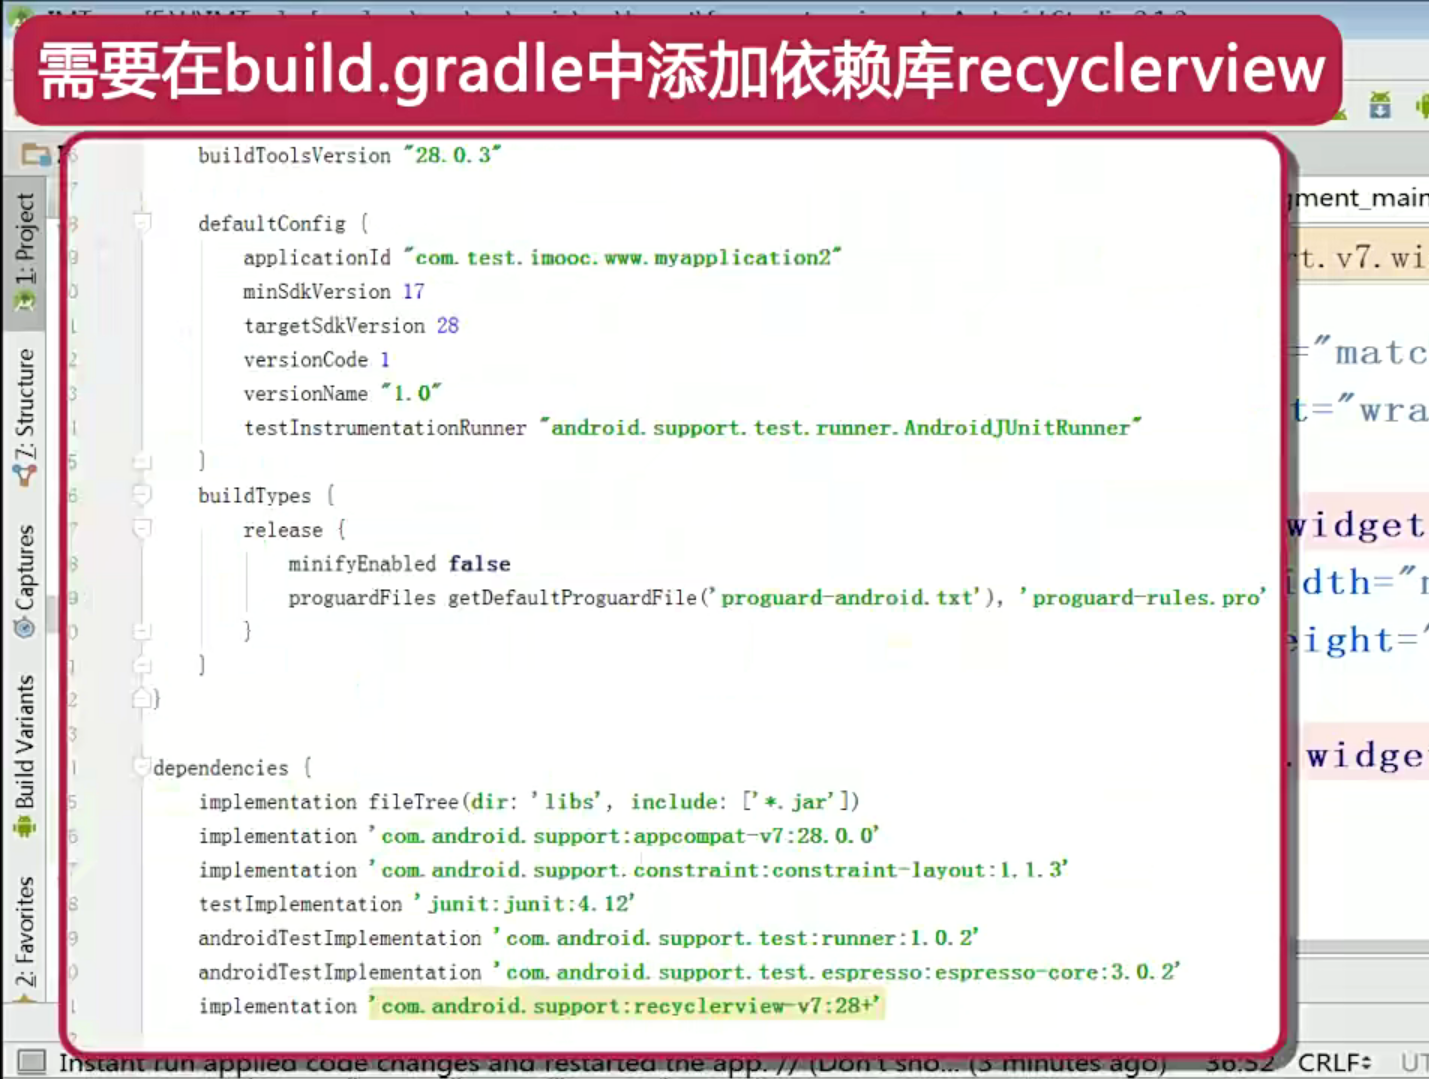 需要在build.gradle中添加依赖库recyclerview
buildToolsVersion "28.0.3"
defaultConfig {
applicationId "com.test.imooc.www.myapplication2"
minSdkVersion 17
targetSdkVersion 28
versionCode 1
versionName "1.0"
testInstrumentationRunner "android.support.test.runner.AndroidJUnitRunner"
}
buildTypes {
release {
minifyEnabled false
proguardFiles getDefaultProguardFile('proguard-android.txt'), 'proguard-rules.pro'
}
}
}
dependencies {
implementation fileTree(dir: 'libs', include: ['*.jar'])
implementation 'com.android.support:appcompat-v7:28.0.0'
implementation 'com.android.support.constraint:constraint-layout:1.1.3'
testImplementation 'junit:junit:4.12'
androidTestImplementation 'com.android.support.test:runner:1.0.2'
androidTestImplementation 'com.android.support.test.espresso:espresso-core:3.0.2'
implementation 'com.android.support:recyclerview-v7:28+'
1: Project
7: Structure
Captures
Build Variants
2: Favorites
gment_main
t.v7.wi
="matc
t="wra
widget
idth="
eight="
.widge
Instant run applied code changes and restarted the app. // (Don't sho... (3 minutes ago)
36:52
CRLF
UT